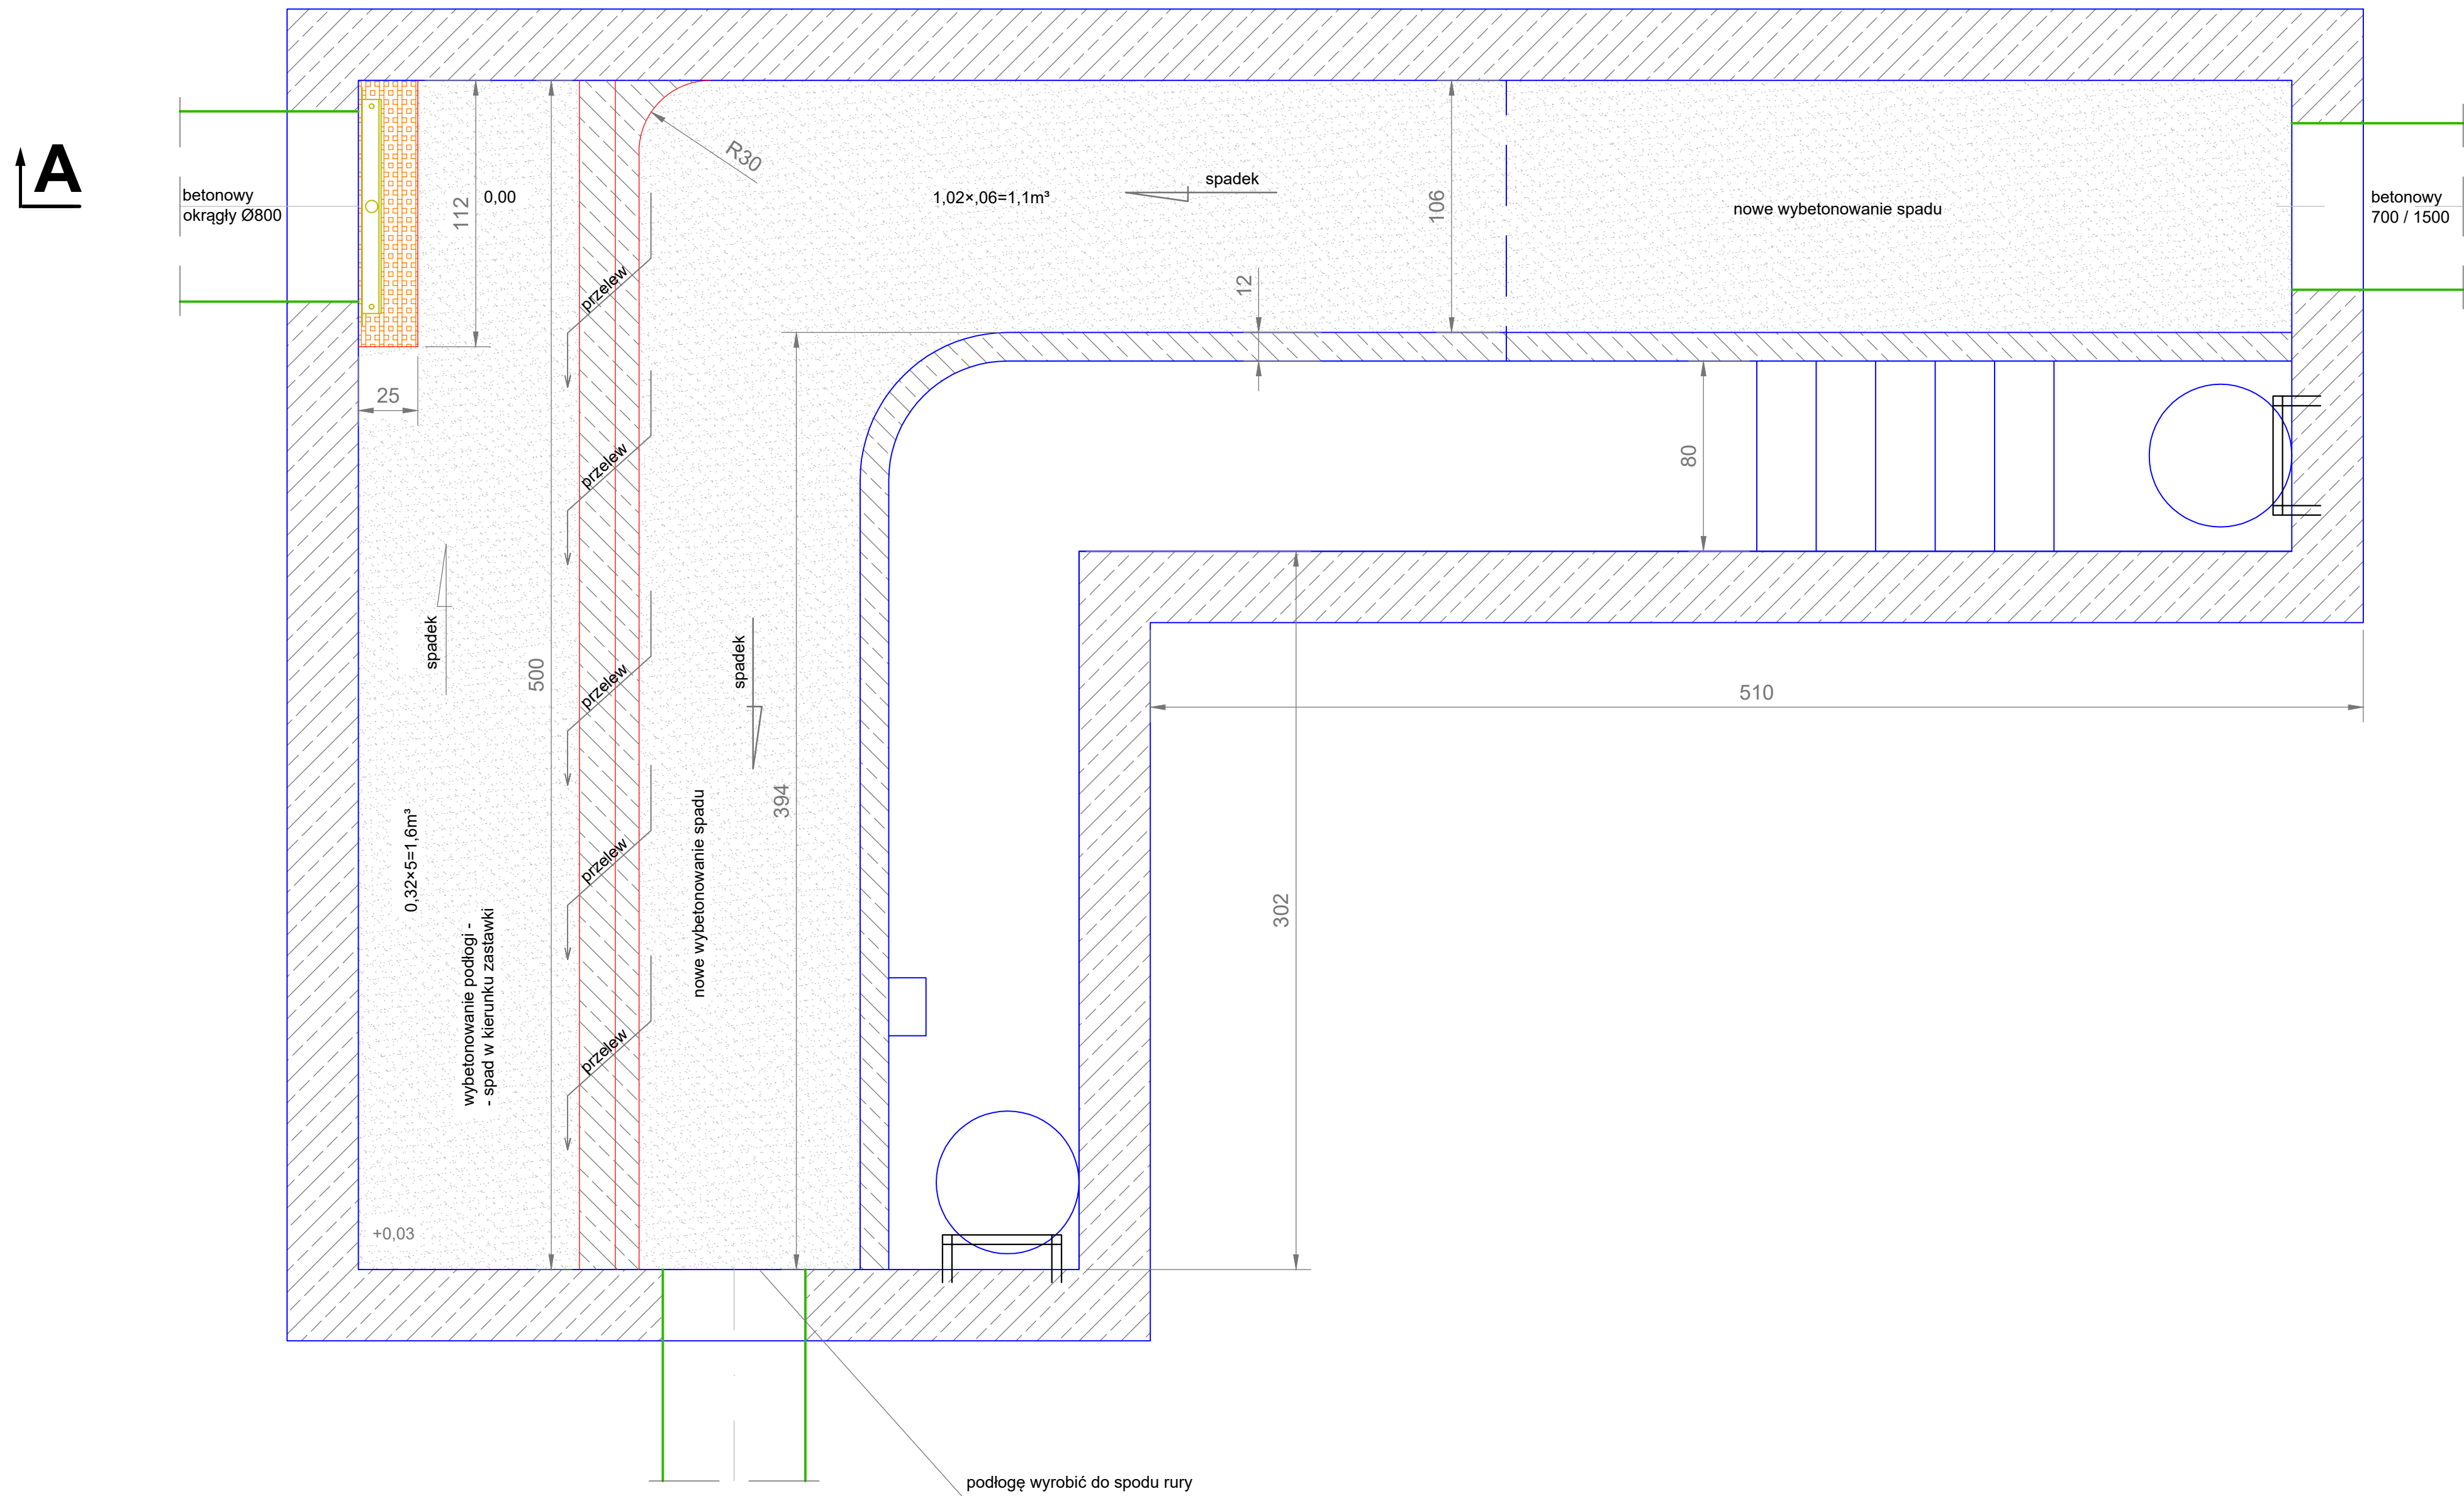 A
betonowy
okrągły Ø800
112
0,00
R30
1,02×,06=1,1m³
spadek
106
nowe wybetonowanie spadu
betonowy
700 / 1500
12
25
80
przelew
przelew
przelew
przelew
przelew
spadek
500
spadek
394
510
302
0,32×5=1,6m³
wybetonowanie podłogi -
- spad w kierunku zastawki
nowe wybetonowanie spadu
+0,03
podłogę wyrobić do spodu rury